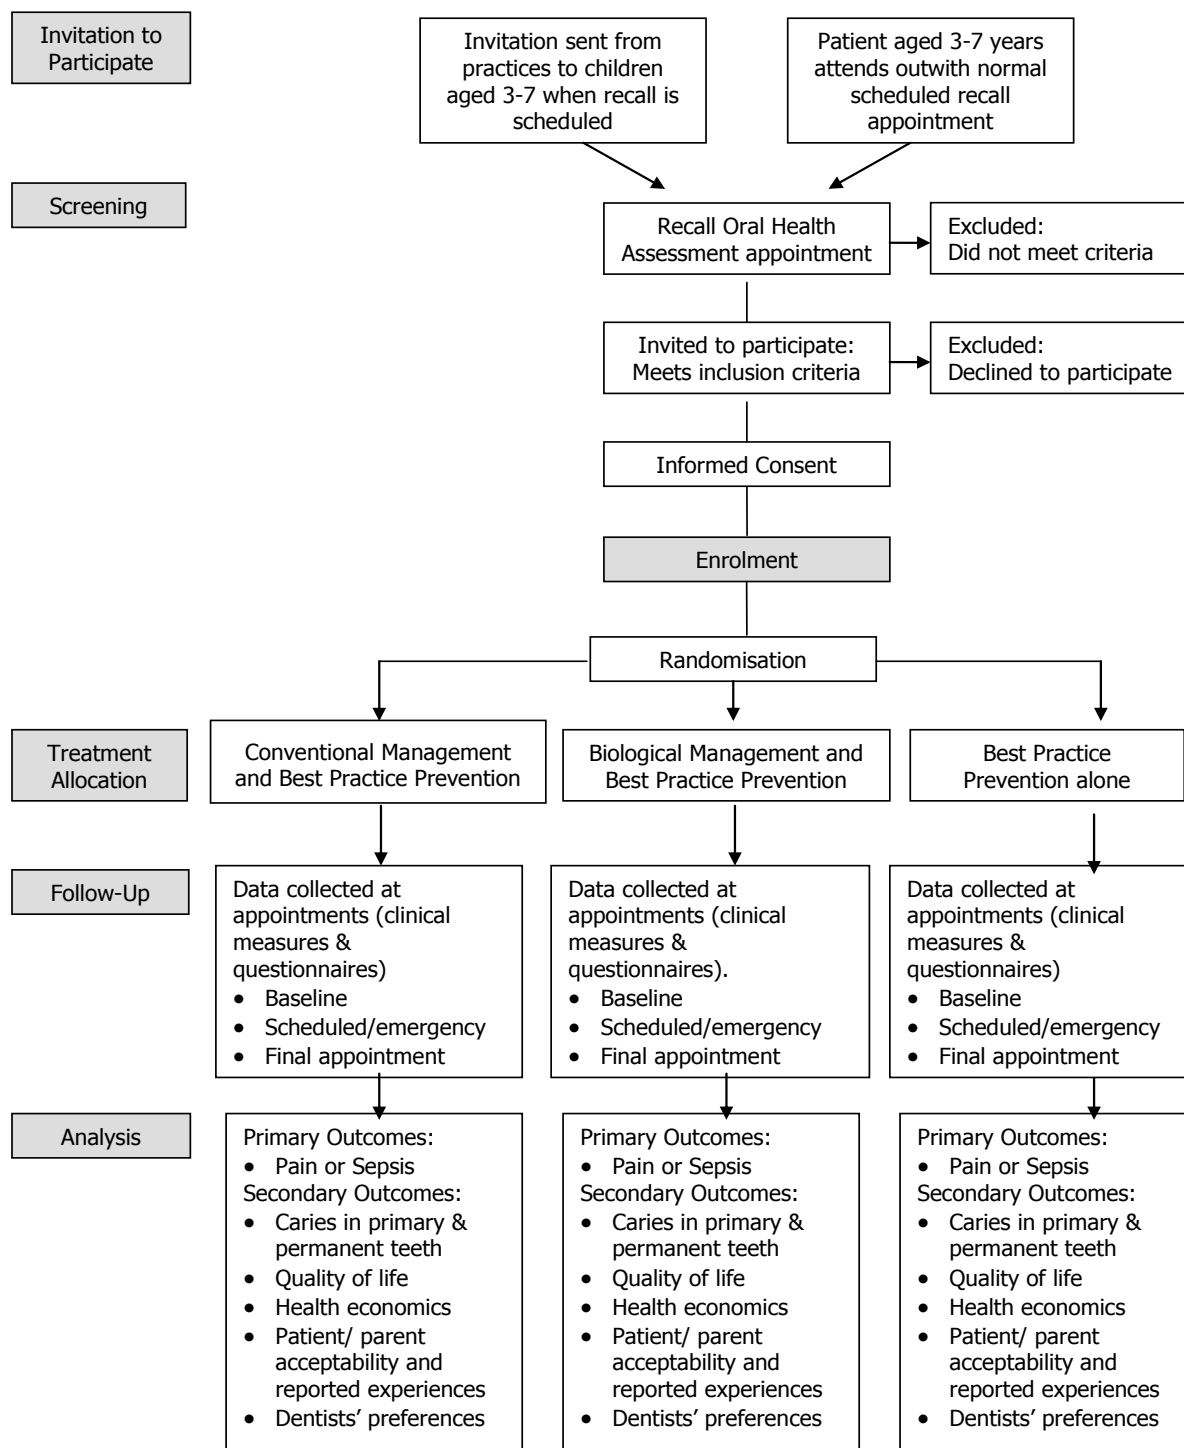 Invitation to
Participate
Invitation sent from
practices to children
aged 3-7 when recall is
scheduled
Patient aged 3-7 years
attends outwith normal
scheduled recall
appointment
Screening
Recall Oral Health
Assessment appointment
Excluded:
Did not meet criteria
Invited to participate:
Meets inclusion criteria
Excluded:
Declined to participate
Informed Consent
Enrolment
Randomisation
Treatment
Allocation
Conventional Management
and Best Practice Prevention
Biological Management and
Best Practice Prevention
Best Practice
Prevention alone
Follow-Up
Data collected at
appointments (clinical
measures &
questionnaires)
• Baseline
• Scheduled/emergency
• Final appointment
Data collected at
appointments (clinical
measures &
questionnaires).
• Baseline
• Scheduled/emergency
• Final appointment
Data collected at
appointments (clinical
measures &
questionnaires)
• Baseline
• Scheduled/emergency
• Final appointment
Analysis
Primary Outcomes:
• Pain or Sepsis
Secondary Outcomes:
• Caries in primary &
permanent teeth
• Quality of life
• Health economics
• Patient/ parent
acceptability and
reported experiences
• Dentists’ preferences
Primary Outcomes:
• Pain or Sepsis
Secondary Outcomes:
• Caries in primary &
permanent teeth
• Quality of life
• Health economics
• Patient/ parent
acceptability and
reported experiences
• Dentists’ preferences
Primary Outcomes:
• Pain or Sepsis
Secondary Outcomes:
• Caries in primary &
permanent teeth
• Quality of life
• Health economics
• Patient/ parent
acceptability and
reported experiences
• Dentists’ preferences